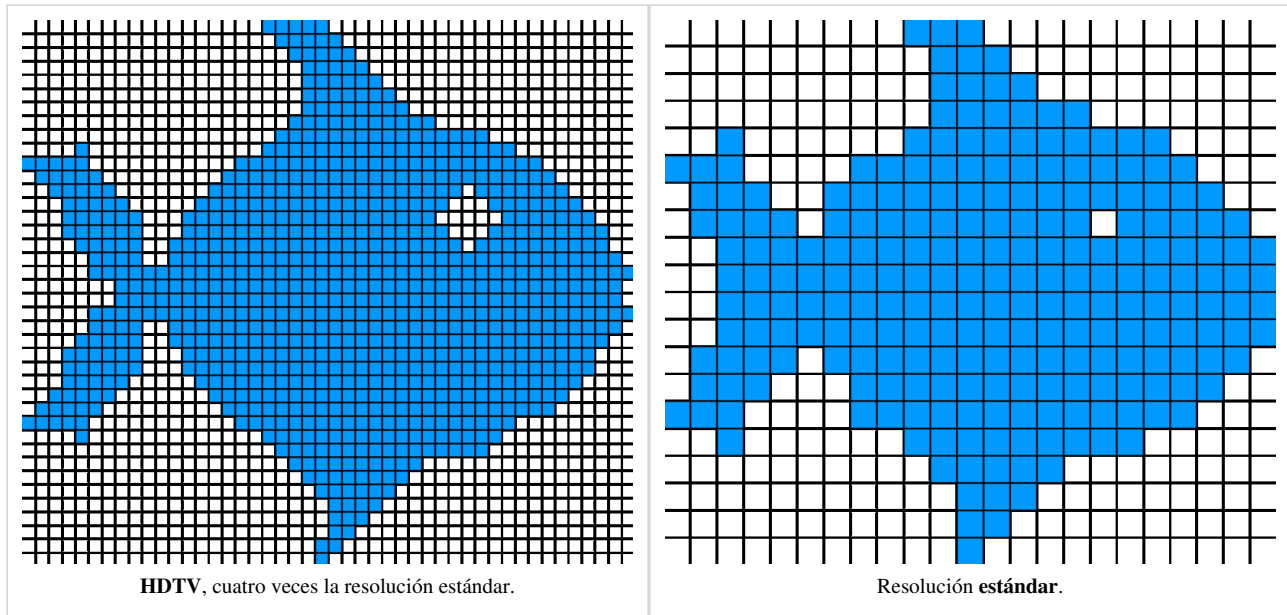 HDTV, cuatro veces la resolución estándar.
Resolución estándar.